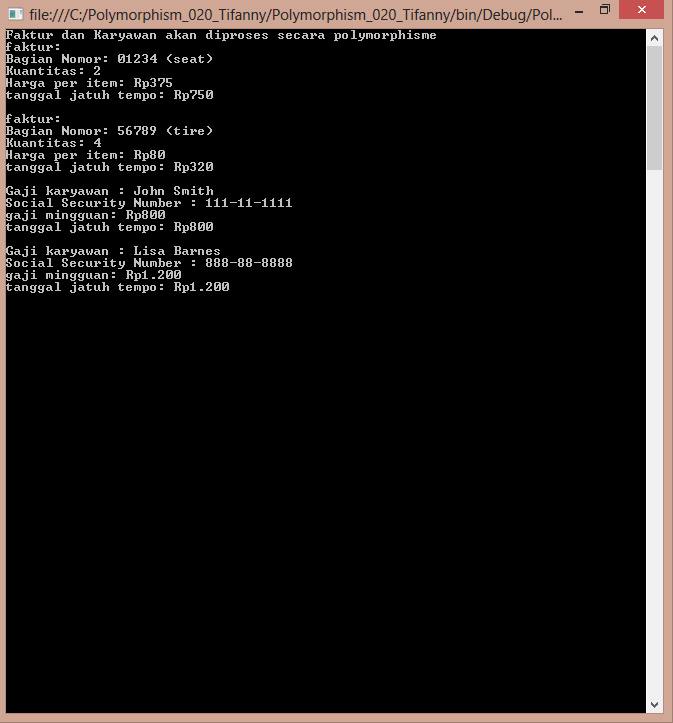 file:///C:/Polymorphism_020_Tifanny/Polymorphism_020_Tifanny/bin/Debug/Pol...
Faktur dan Karyawan akan diproses secara polymorphisme
faktur:
Bagian Nomor: 01234 (seat)
Kuantitas: 2
Harga per item: Rp375
tanggal jatuh tempo: Rp750
faktur:
Bagian Nomor: 56789 (tire)
Kuantitas: 4
Harga per item: Rp80
tanggal jatuh tempo: Rp320
Gaji karyawan : John Smith
Social Security Number : 111-11-1111
gaji mingguan: Rp800
tanggal jatuh tempo: Rp800
Gaji karyawan : Lisa Barnes
Social Security Number : 888-88-8888
gaji mingguan: Rp1.200
tanggal jatuh tempo: Rp1.200